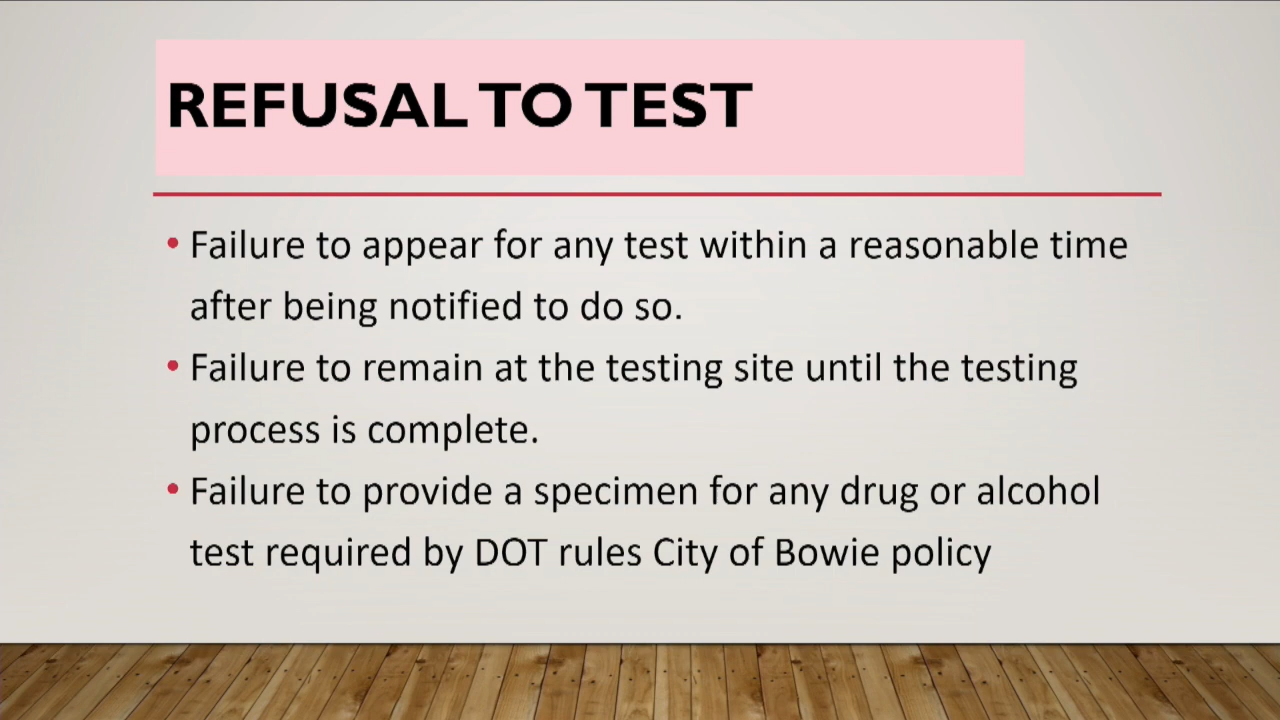 REFUSAL TO TEST
• Failure to appear for any test within a reasonable time
after being notified to do so.
• Failure to remain at the testing site until the testing
process is complete.
• Failure to provide a specimen for any drug or alcohol
test required by DOT rules City of Bowie policy